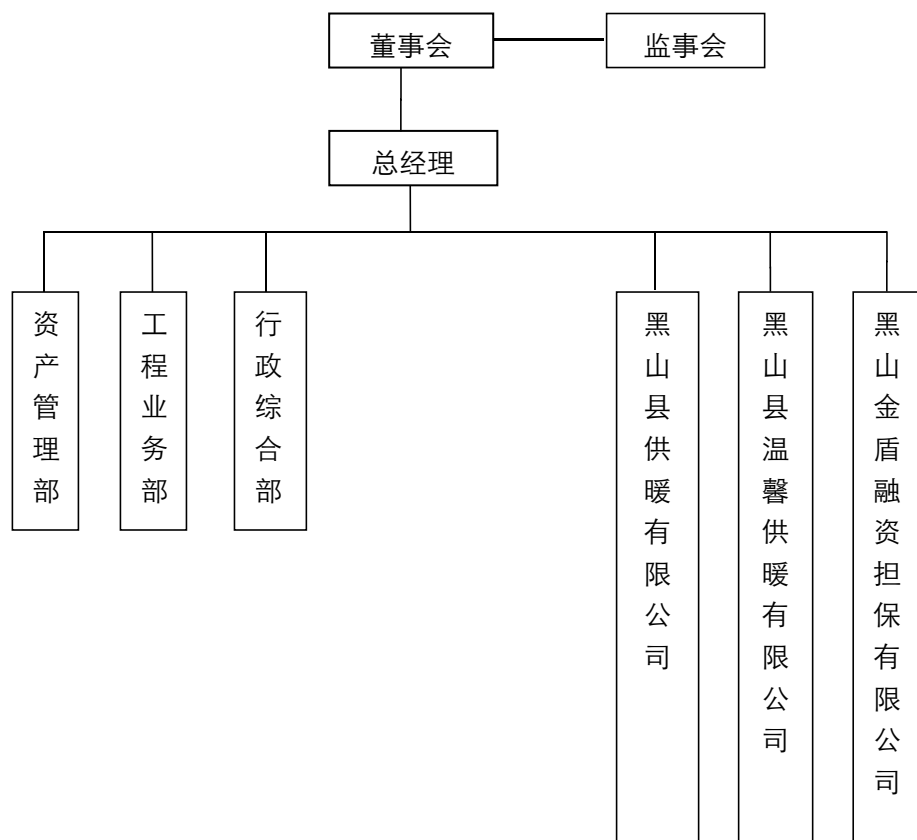 董事会
监事会
总经理
资产管理部
工程业务部
行政综合部
黑山县供暖有限公司
黑山县温馨供暖有限公司
黑山金盾融资担保有限公司